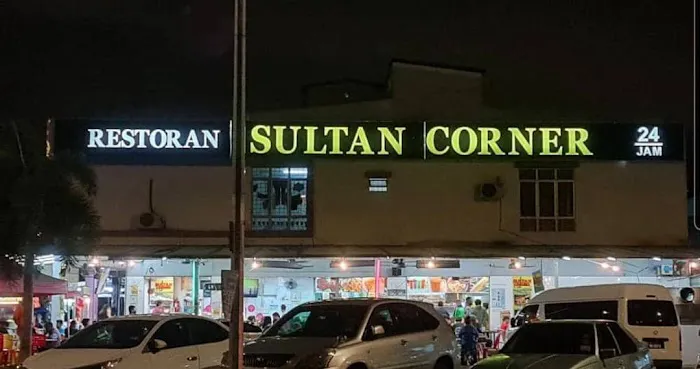 RESTORAN SULTAN CORNER 24 JAM